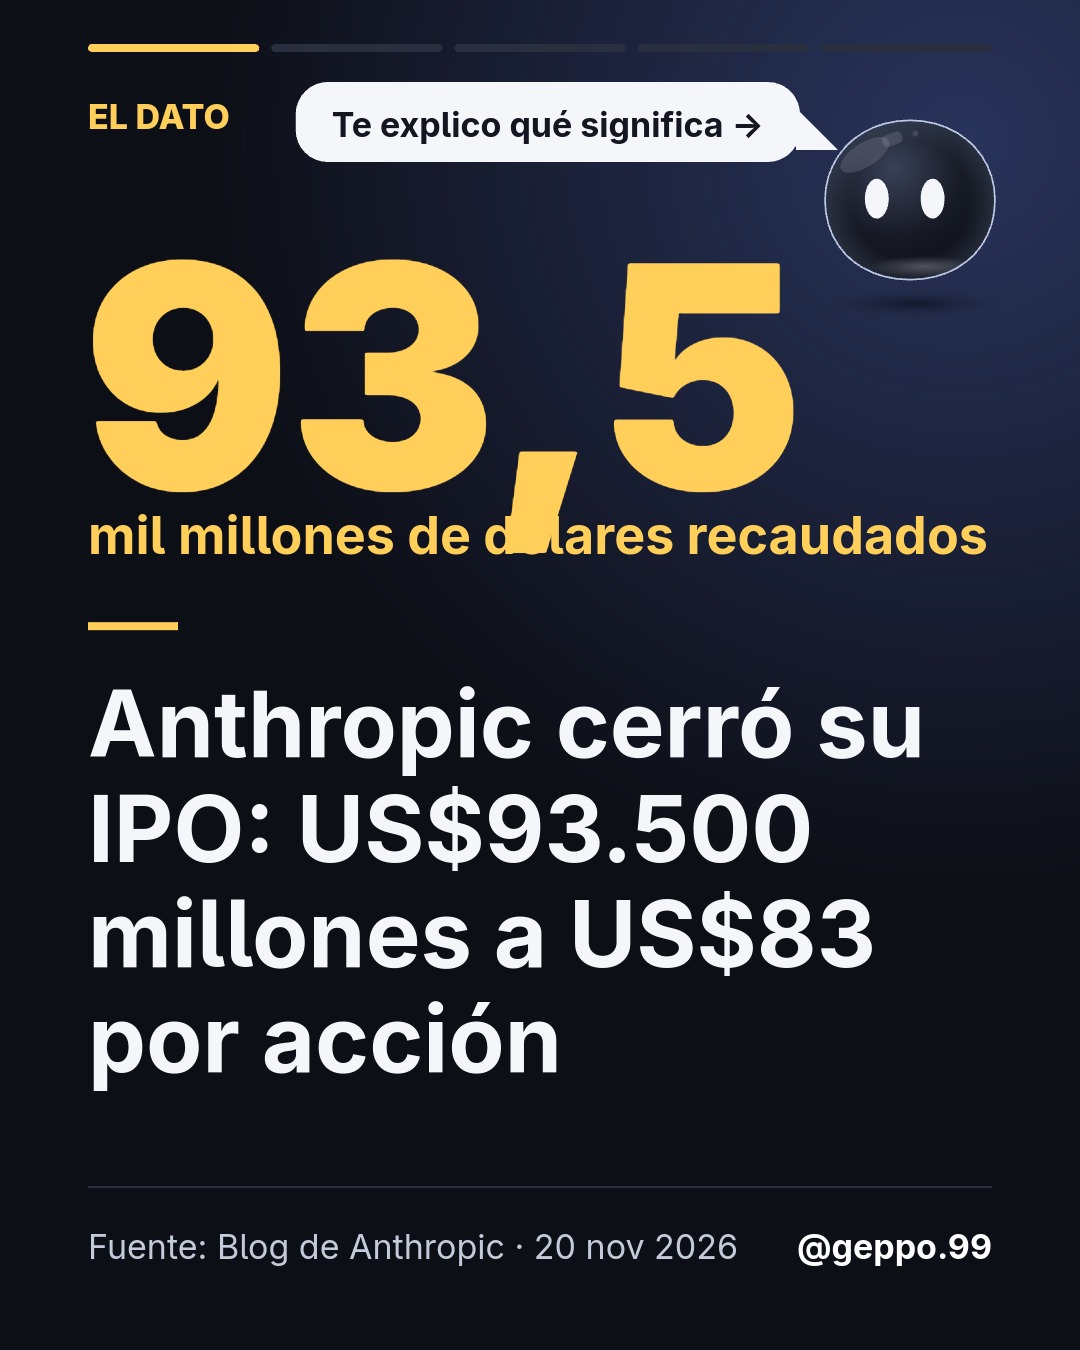 EL DATO
Te explico qué significa →
93,5
mil millones de dólares recaudados
Anthropic cerró su
IPO: US$93.500
millones a US$83
por acción
Fuente: Blog de Anthropic · 20 nov 2026
@geppo.99